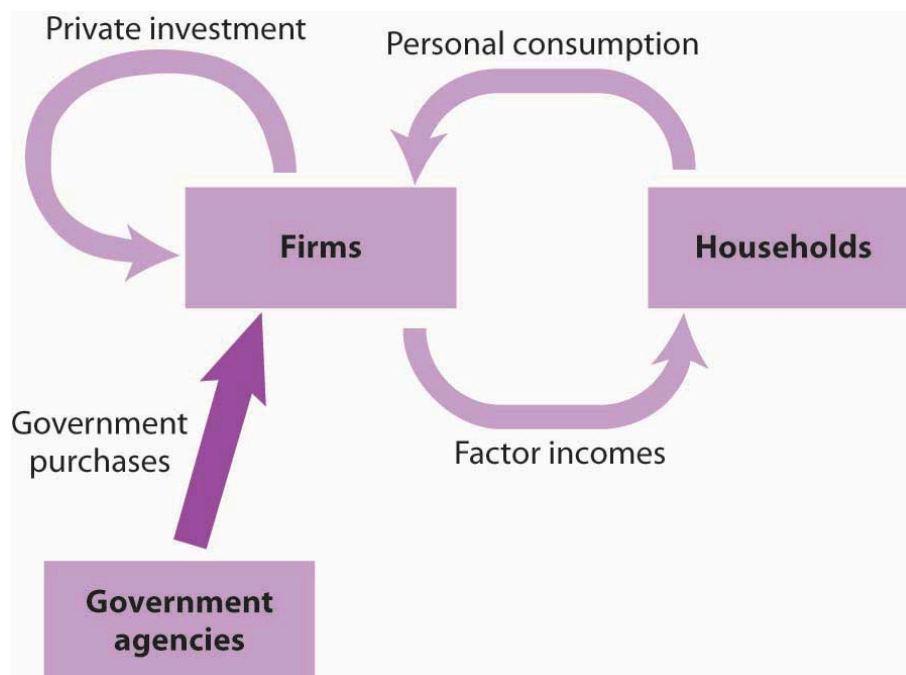 Private investment
Personal consumption
Firms
Households
Government
purchases
Factor incomes
Government
agencies